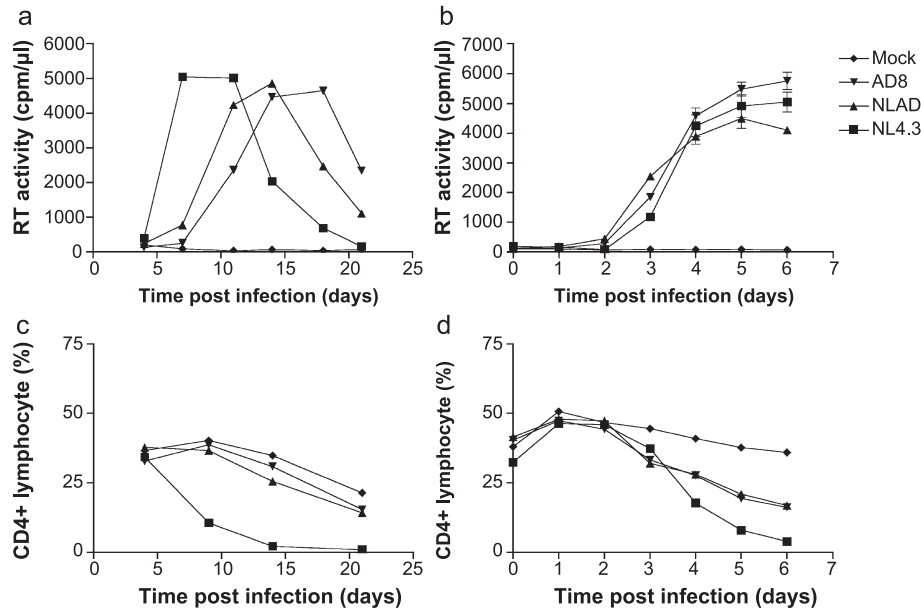 a
RT activity (cpm/µl)
6000
5000
4000
3000
2000
1000
0
0 5 10 15 20 25
Time post infection (days)
b
RT activity (cpm/µl)
7000
6000
5000
4000
3000
2000
1000
0
0 1 2 3 4 5 6 7
Time post infection (days)
Mock
AD8
NLAD
NL4.3
c
CD4+ lymphocyte (%)
75
50
25
0
0 5 10 15 20 25
Time post infection (days)
d
CD4+ lymphocyte (%)
75
50
25
0
0 1 2 3 4 5 6 7
Time post infection (days)